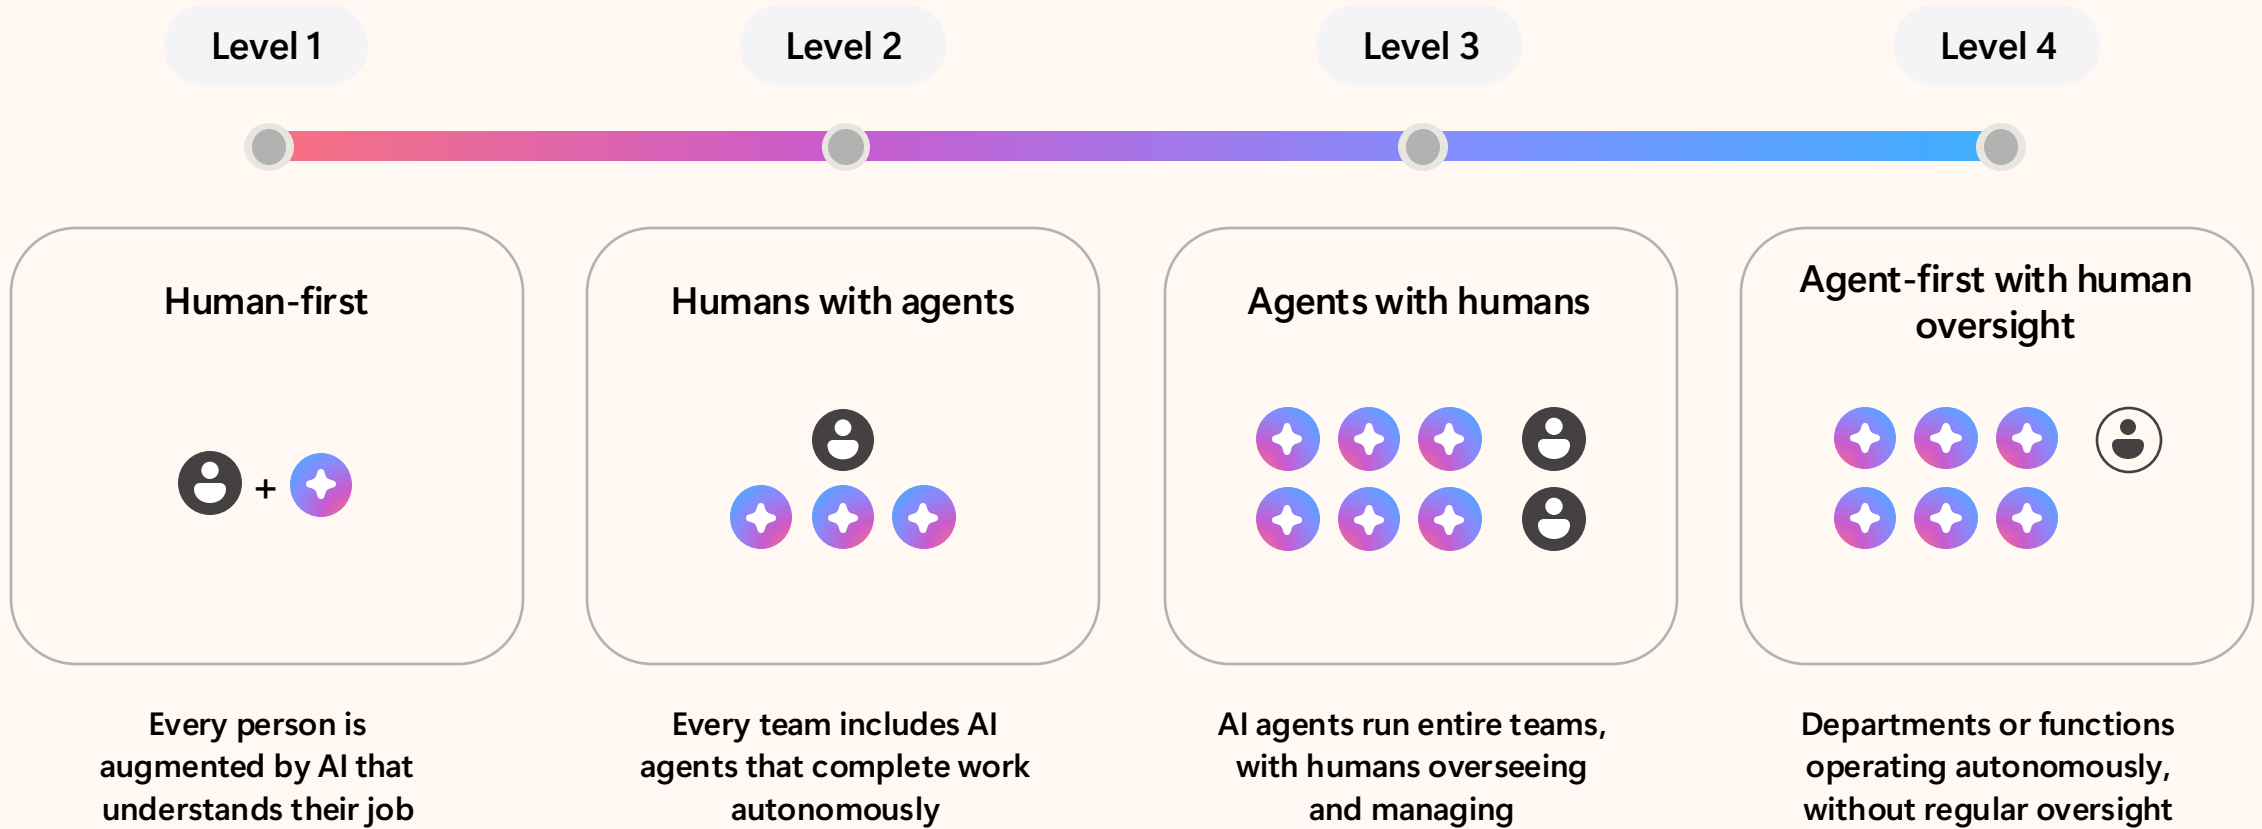 Level 1
Level 2
Level 3
Level 4
Human-first
Humans with agents
Agents with humans
Agent-first with human
oversight
+
Every person is
augmented by AI that
understands their job
Every team includes AI
agents that complete work
autonomously
AI agents run entire teams,
with humans overseeing
and managing
Departments or functions
operating autonomously,
without regular oversight